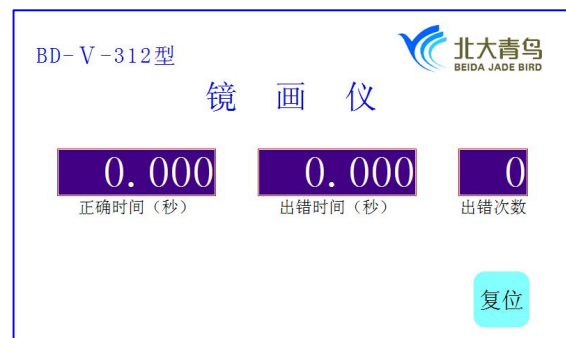 BD-Ⅴ-312型
北大青鸟
BEIDA JADE BIRD
镜 画 仪
0.000 0.000 0
正确时间（秒） 出错时间（秒） 出错次数
复位